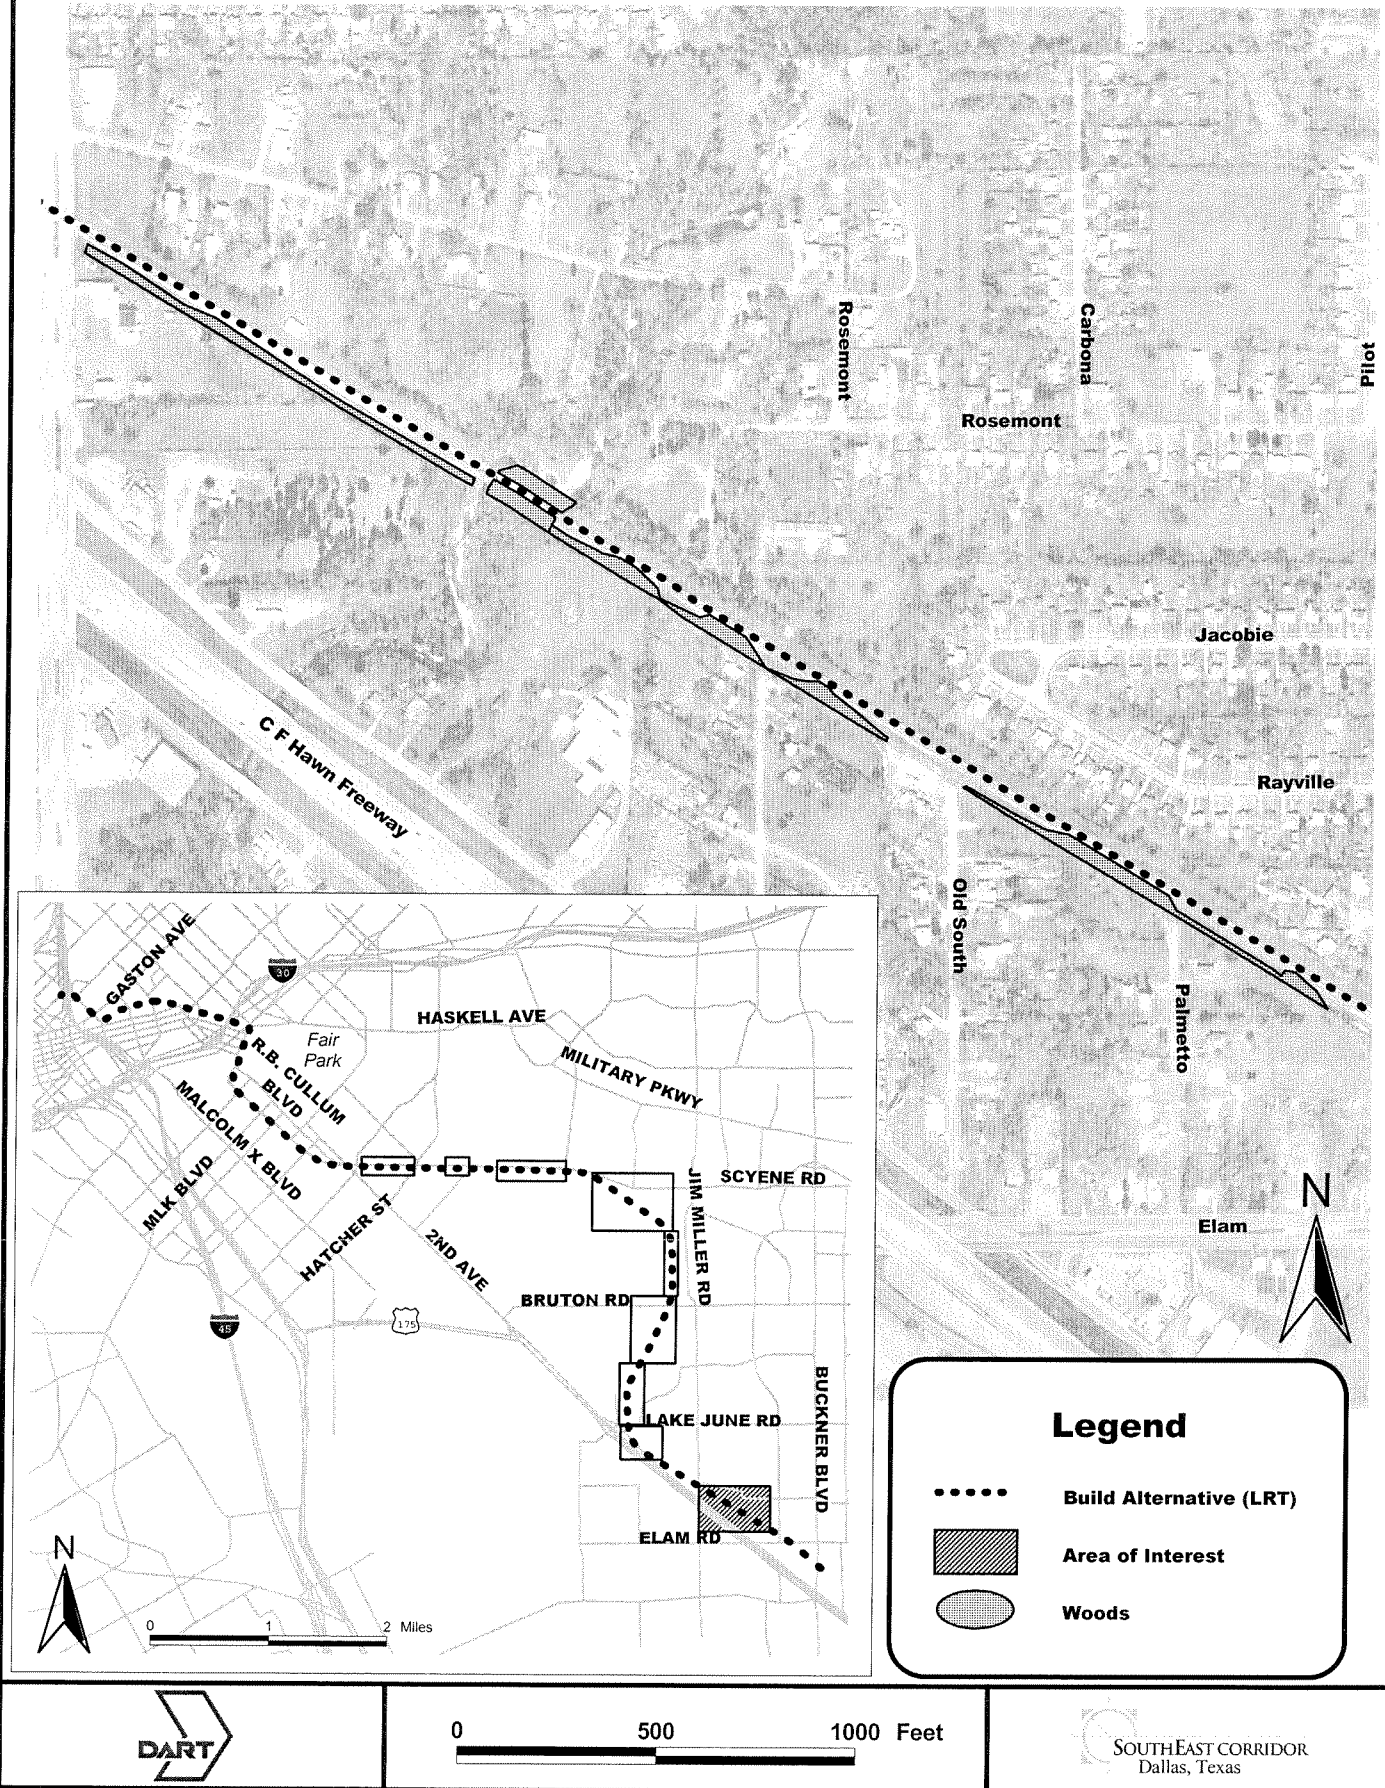 Rosemont
Carbona
Pilot
Rosemont
Jacobie
C F Hawn Freeway
Rayville
Old South
Palmetto
Elam
N
GASTON AVE
30
HASKELL AVE
Fair
Park
R.B. CULLUM
BLVD
MILITARY PKWY
MALCOLM X BLVD
MLK BLVD
HATCHER ST
2ND AVE
JIM MILLER RD
SCYENE RD
BRUTON RD
45
175
LAKE JUNE RD
BUCKNER BLVD
ELAM RD
N
0 1 2 Miles
Legend
Build Alternative (LRT)
Area of Interest
Woods
DART
0 500 1000 Feet
SOUTHEAST CORRIDOR
Dallas, Texas